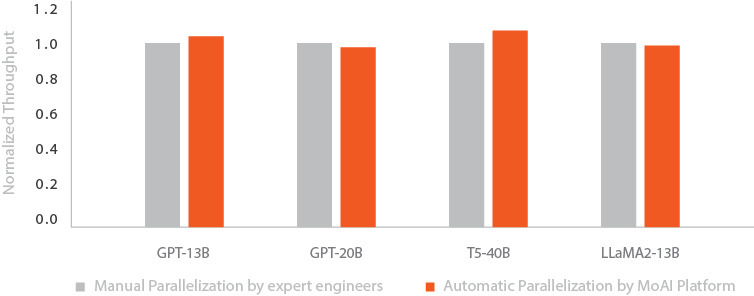 1.2
1.0
0.8
0.6
0.4
0.2
0.0
Normalized Throughput
GPT-13B GPT-20B T5-40B LLaMA2-13B
Manual Parallelization by expert engineers Automatic Parallelization by MoAI Platform